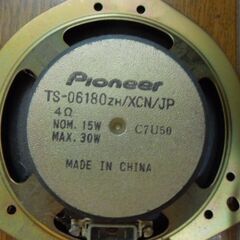 Pioneer
TS-06180ZH/XCN/JP
4Ω
NOM. 15W
C7U50
MAX. 30W
MADE IN CHINA